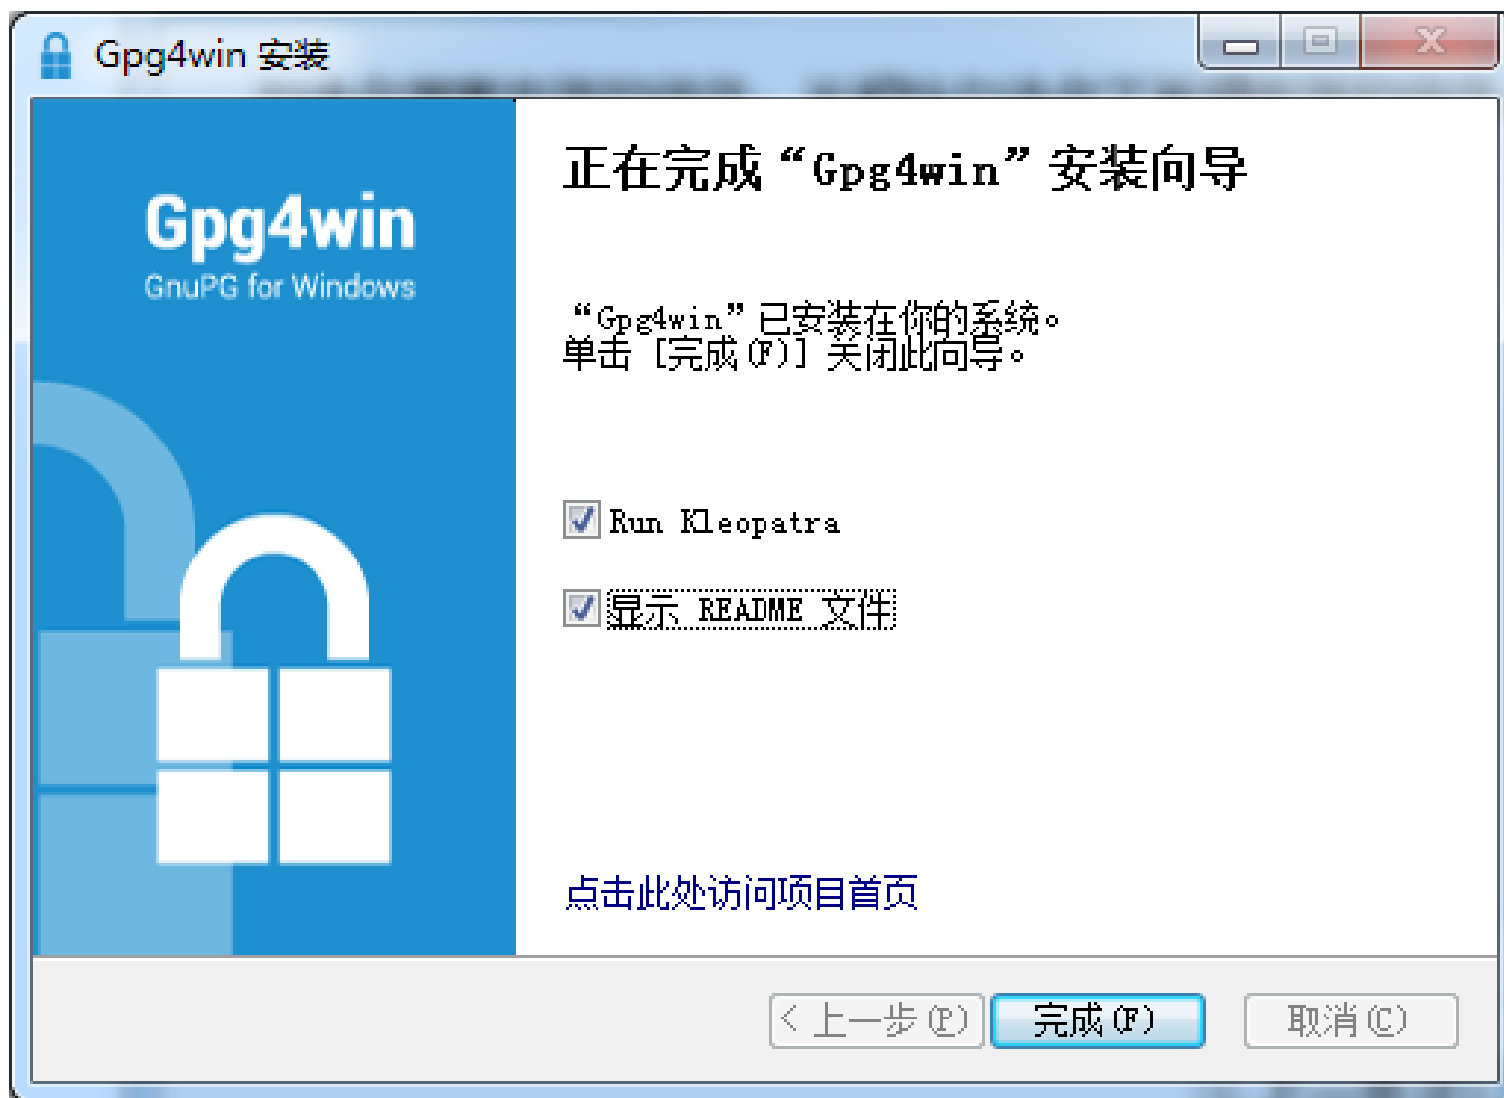 Gpg4win 安装
正在完成“Gpg4win”安装向导
Gpg4win
GnuPG for Windows
“Gpg4win”已安装在你的系统。
单击 [完成(F)] 关闭此向导。
Run Kleopatra
显示 README 文件
点击此处访问项目首页
< 上一步(P)
完成(F)
取消(C)